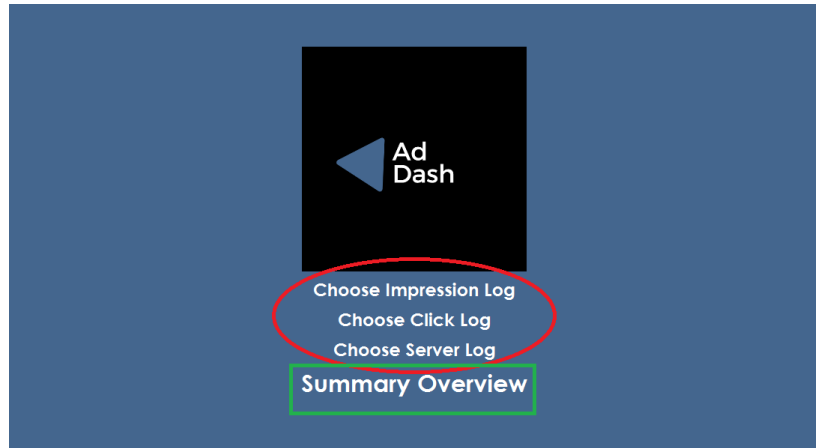 Ad
Dash
Choose Impression Log
Choose Click Log
Choose Server Log
Summary Overview